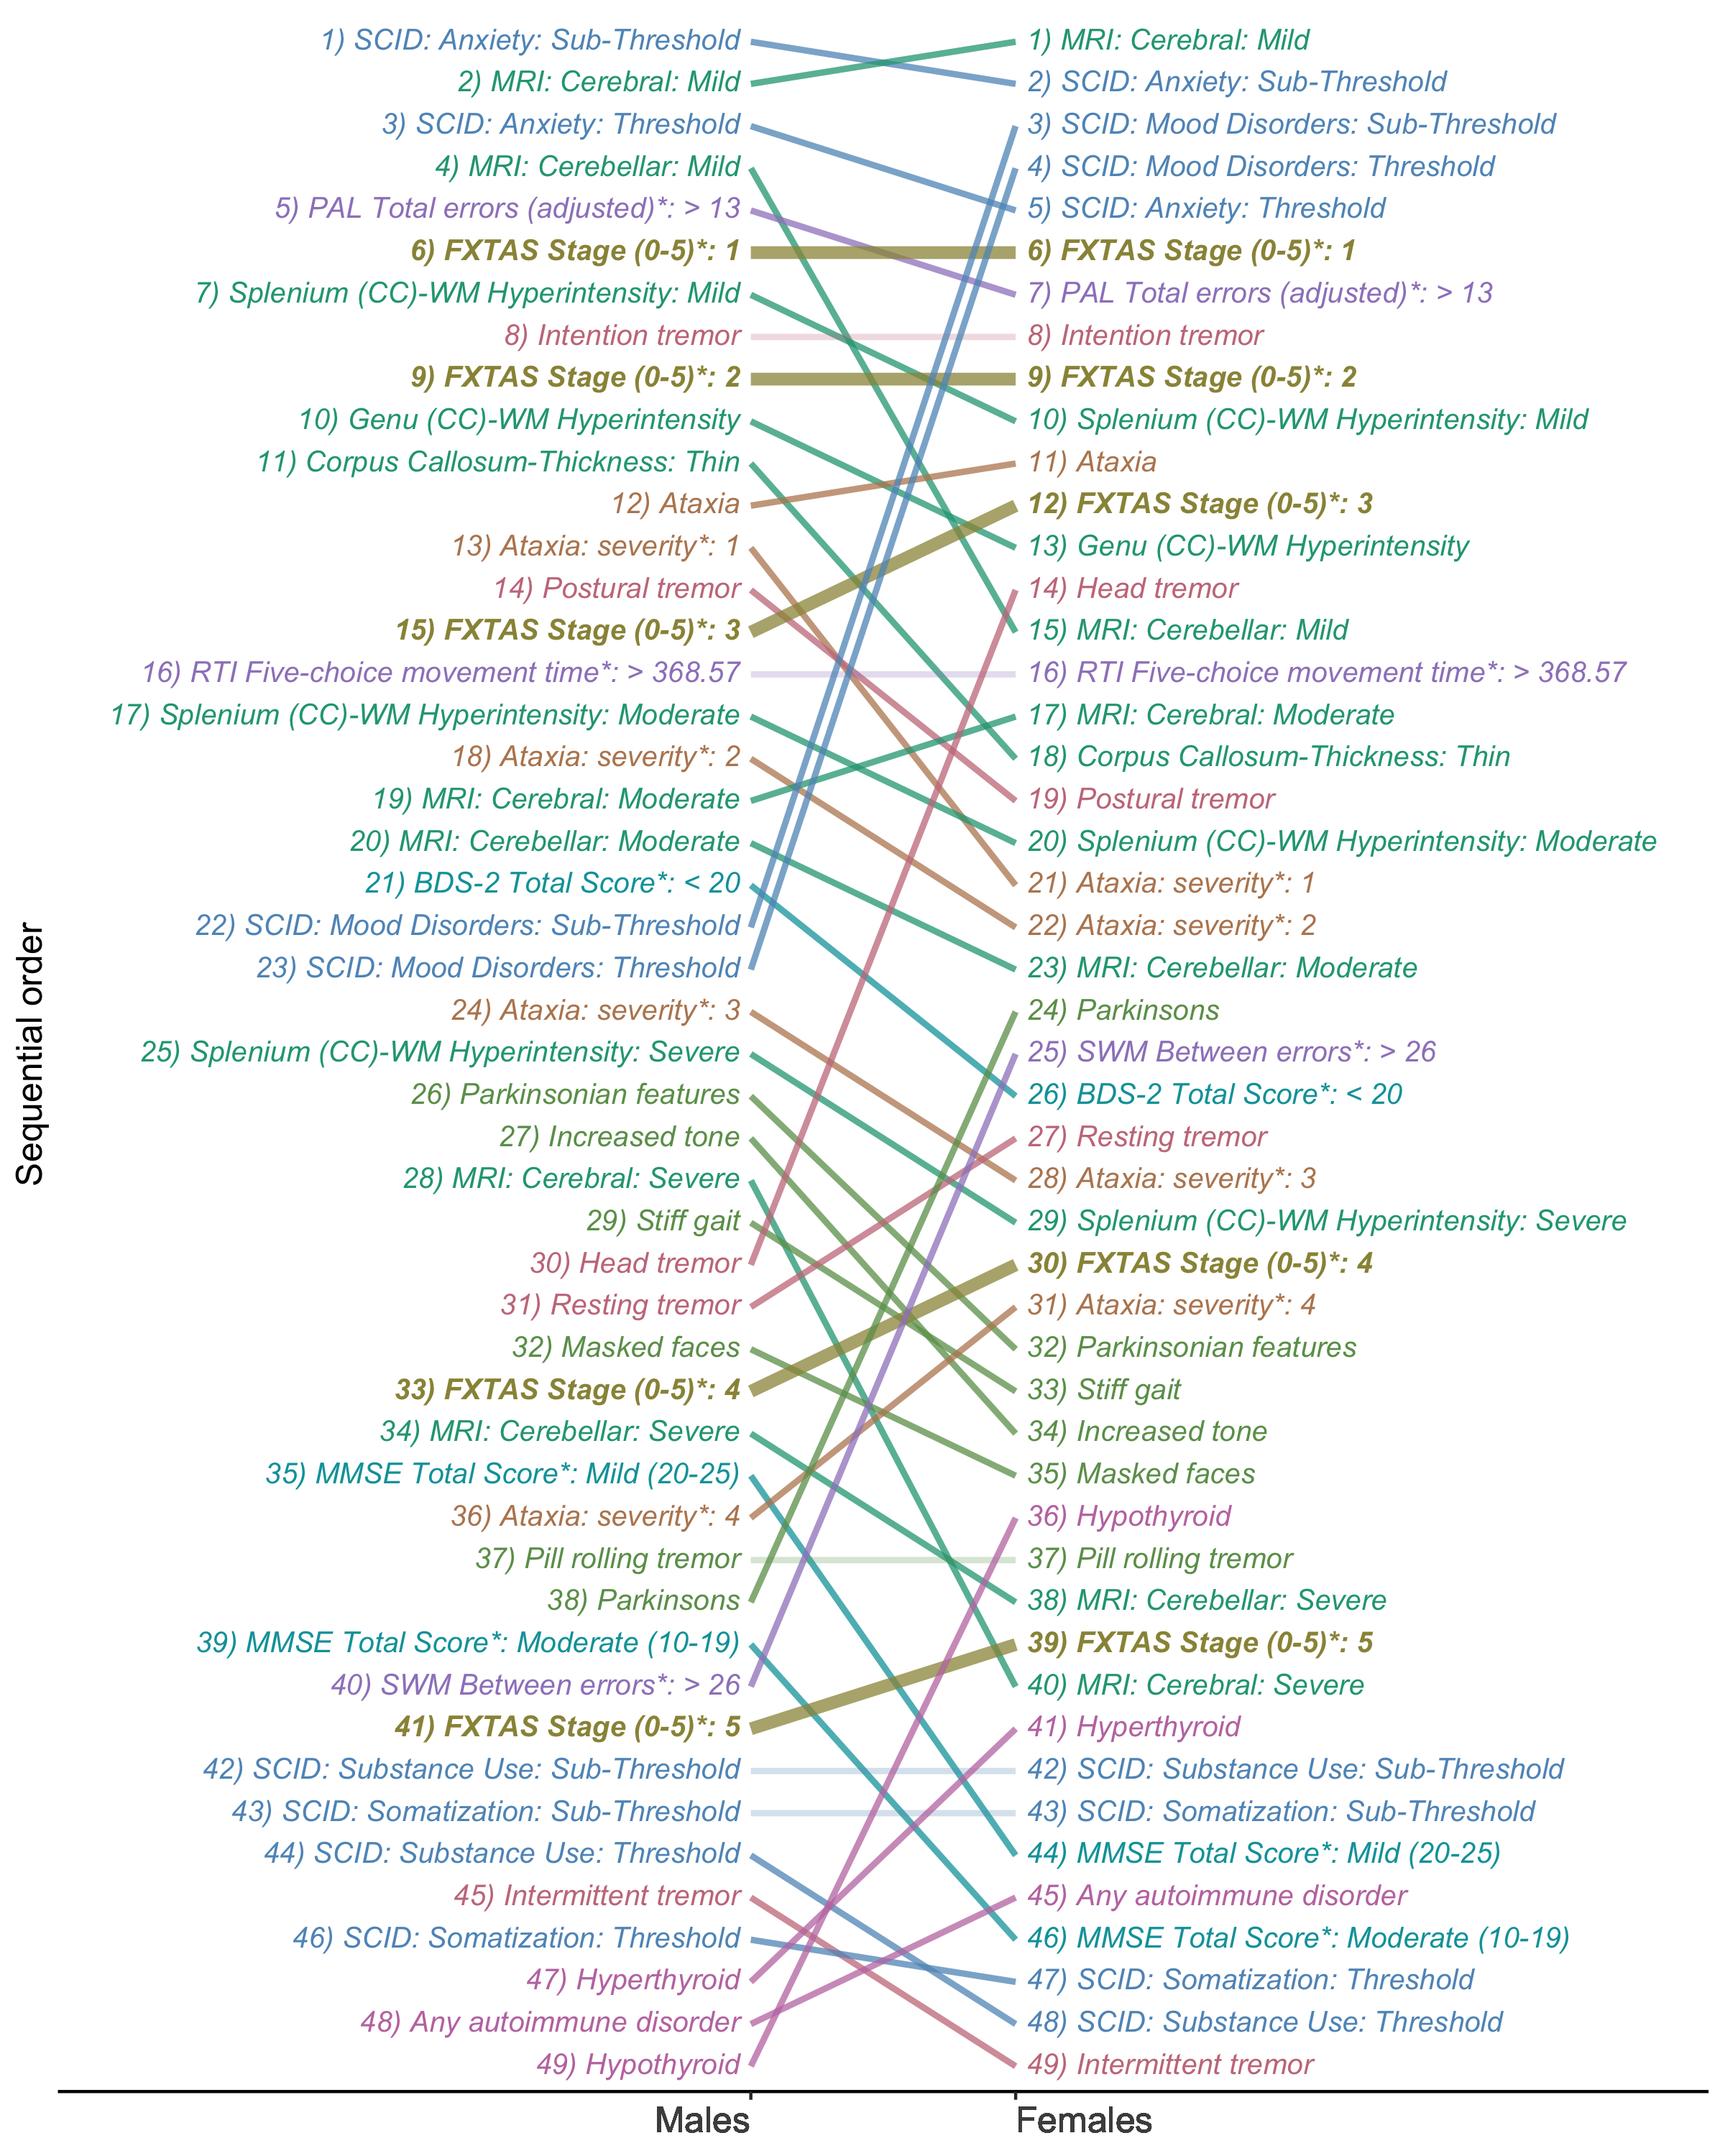 Sequential order
1) SCID: Anxiety: Sub-Threshold
2) MRI: Cerebral: Mild
3) SCID: Anxiety: Threshold
4) MRI: Cerebellar: Mild
5) PAL Total errors (adjusted)*: > 13
6) FXTAS Stage (0-5)*: 1
7) Splenium (CC)-WM Hyperintensity: Mild
8) Intention tremor
9) FXTAS Stage (0-5)*: 2
10) Genu (CC)-WM Hyperintensity
11) Corpus Callosum-Thickness: Thin
12) Ataxia
13) Ataxia: severity*: 1
14) Postural tremor
15) FXTAS Stage (0-5)*: 3
16) RTI Five-choice movement time*: > 368.57
17) Splenium (CC)-WM Hyperintensity: Moderate
18) Ataxia: severity*: 2
19) MRI: Cerebral: Moderate
20) MRI: Cerebellar: Moderate
21) BDS-2 Total Score*: < 20
22) SCID: Mood Disorders: Sub-Threshold
23) SCID: Mood Disorders: Threshold
24) Ataxia: severity*: 3
25) Splenium (CC)-WM Hyperintensity: Severe
26) Parkinsonian features
27) Increased tone
28) MRI: Cerebral: Severe
29) Stiff gait
30) Head tremor
31) Resting tremor
32) Masked faces
33) FXTAS Stage (0-5)*: 4
34) MRI: Cerebellar: Severe
35) MMSE Total Score*: Mild (20-25)
36) Ataxia: severity*: 4
37) Pill rolling tremor
38) Parkinsons
39) MMSE Total Score*: Moderate (10-19)
40) SWM Between errors*: > 26
41) FXTAS Stage (0-5)*: 5
42) SCID: Substance Use: Sub-Threshold
43) SCID: Somatization: Sub-Threshold
44) SCID: Substance Use: Threshold
45) Intermittent tremor
46) SCID: Somatization: Threshold
47) Hyperthyroid
48) Any autoimmune disorder
49) Hypothyroid
Males
1) MRI: Cerebral: Mild
2) SCID: Anxiety: Sub-Threshold
3) SCID: Mood Disorders: Sub-Threshold
4) SCID: Mood Disorders: Threshold
5) SCID: Anxiety: Threshold
6) FXTAS Stage (0-5)*: 1
7) PAL Total errors (adjusted)*: > 13
8) Intention tremor
9) FXTAS Stage (0-5)*: 2
10) Splenium (CC)-WM Hyperintensity: Mild
11) Ataxia
12) FXTAS Stage (0-5)*: 3
13) Genu (CC)-WM Hyperintensity
14) Head tremor
15) MRI: Cerebellar: Mild
16) RTI Five-choice movement time*: > 368.57
17) MRI: Cerebral: Moderate
18) Corpus Callosum-Thickness: Thin
19) Postural tremor
20) Splenium (CC)-WM Hyperintensity: Moderate
21) Ataxia: severity*: 1
22) Ataxia: severity*: 2
23) MRI: Cerebellar: Moderate
24) Parkinsons
25) SWM Between errors*: > 26
26) BDS-2 Total Score*: < 20
27) Resting tremor
28) Ataxia: severity*: 3
29) Splenium (CC)-WM Hyperintensity: Severe
30) FXTAS Stage (0-5)*: 4
31) Ataxia: severity*: 4
32) Parkinsonian features
33) Stiff gait
34) Increased tone
35) Masked faces
36) Hypothyroid
37) Pill rolling tremor
38) MRI: Cerebellar: Severe
39) FXTAS Stage (0-5)*: 5
40) MRI: Cerebral: Severe
41) Hyperthyroid
42) SCID: Substance Use: Sub-Threshold
43) SCID: Somatization: Sub-Threshold
44) MMSE Total Score*: Mild (20-25)
45) Any autoimmune disorder
46) MMSE Total Score*: Moderate (10-19)
47) SCID: Somatization: Threshold
48) SCID: Substance Use: Threshold
49) Intermittent tremor
Females